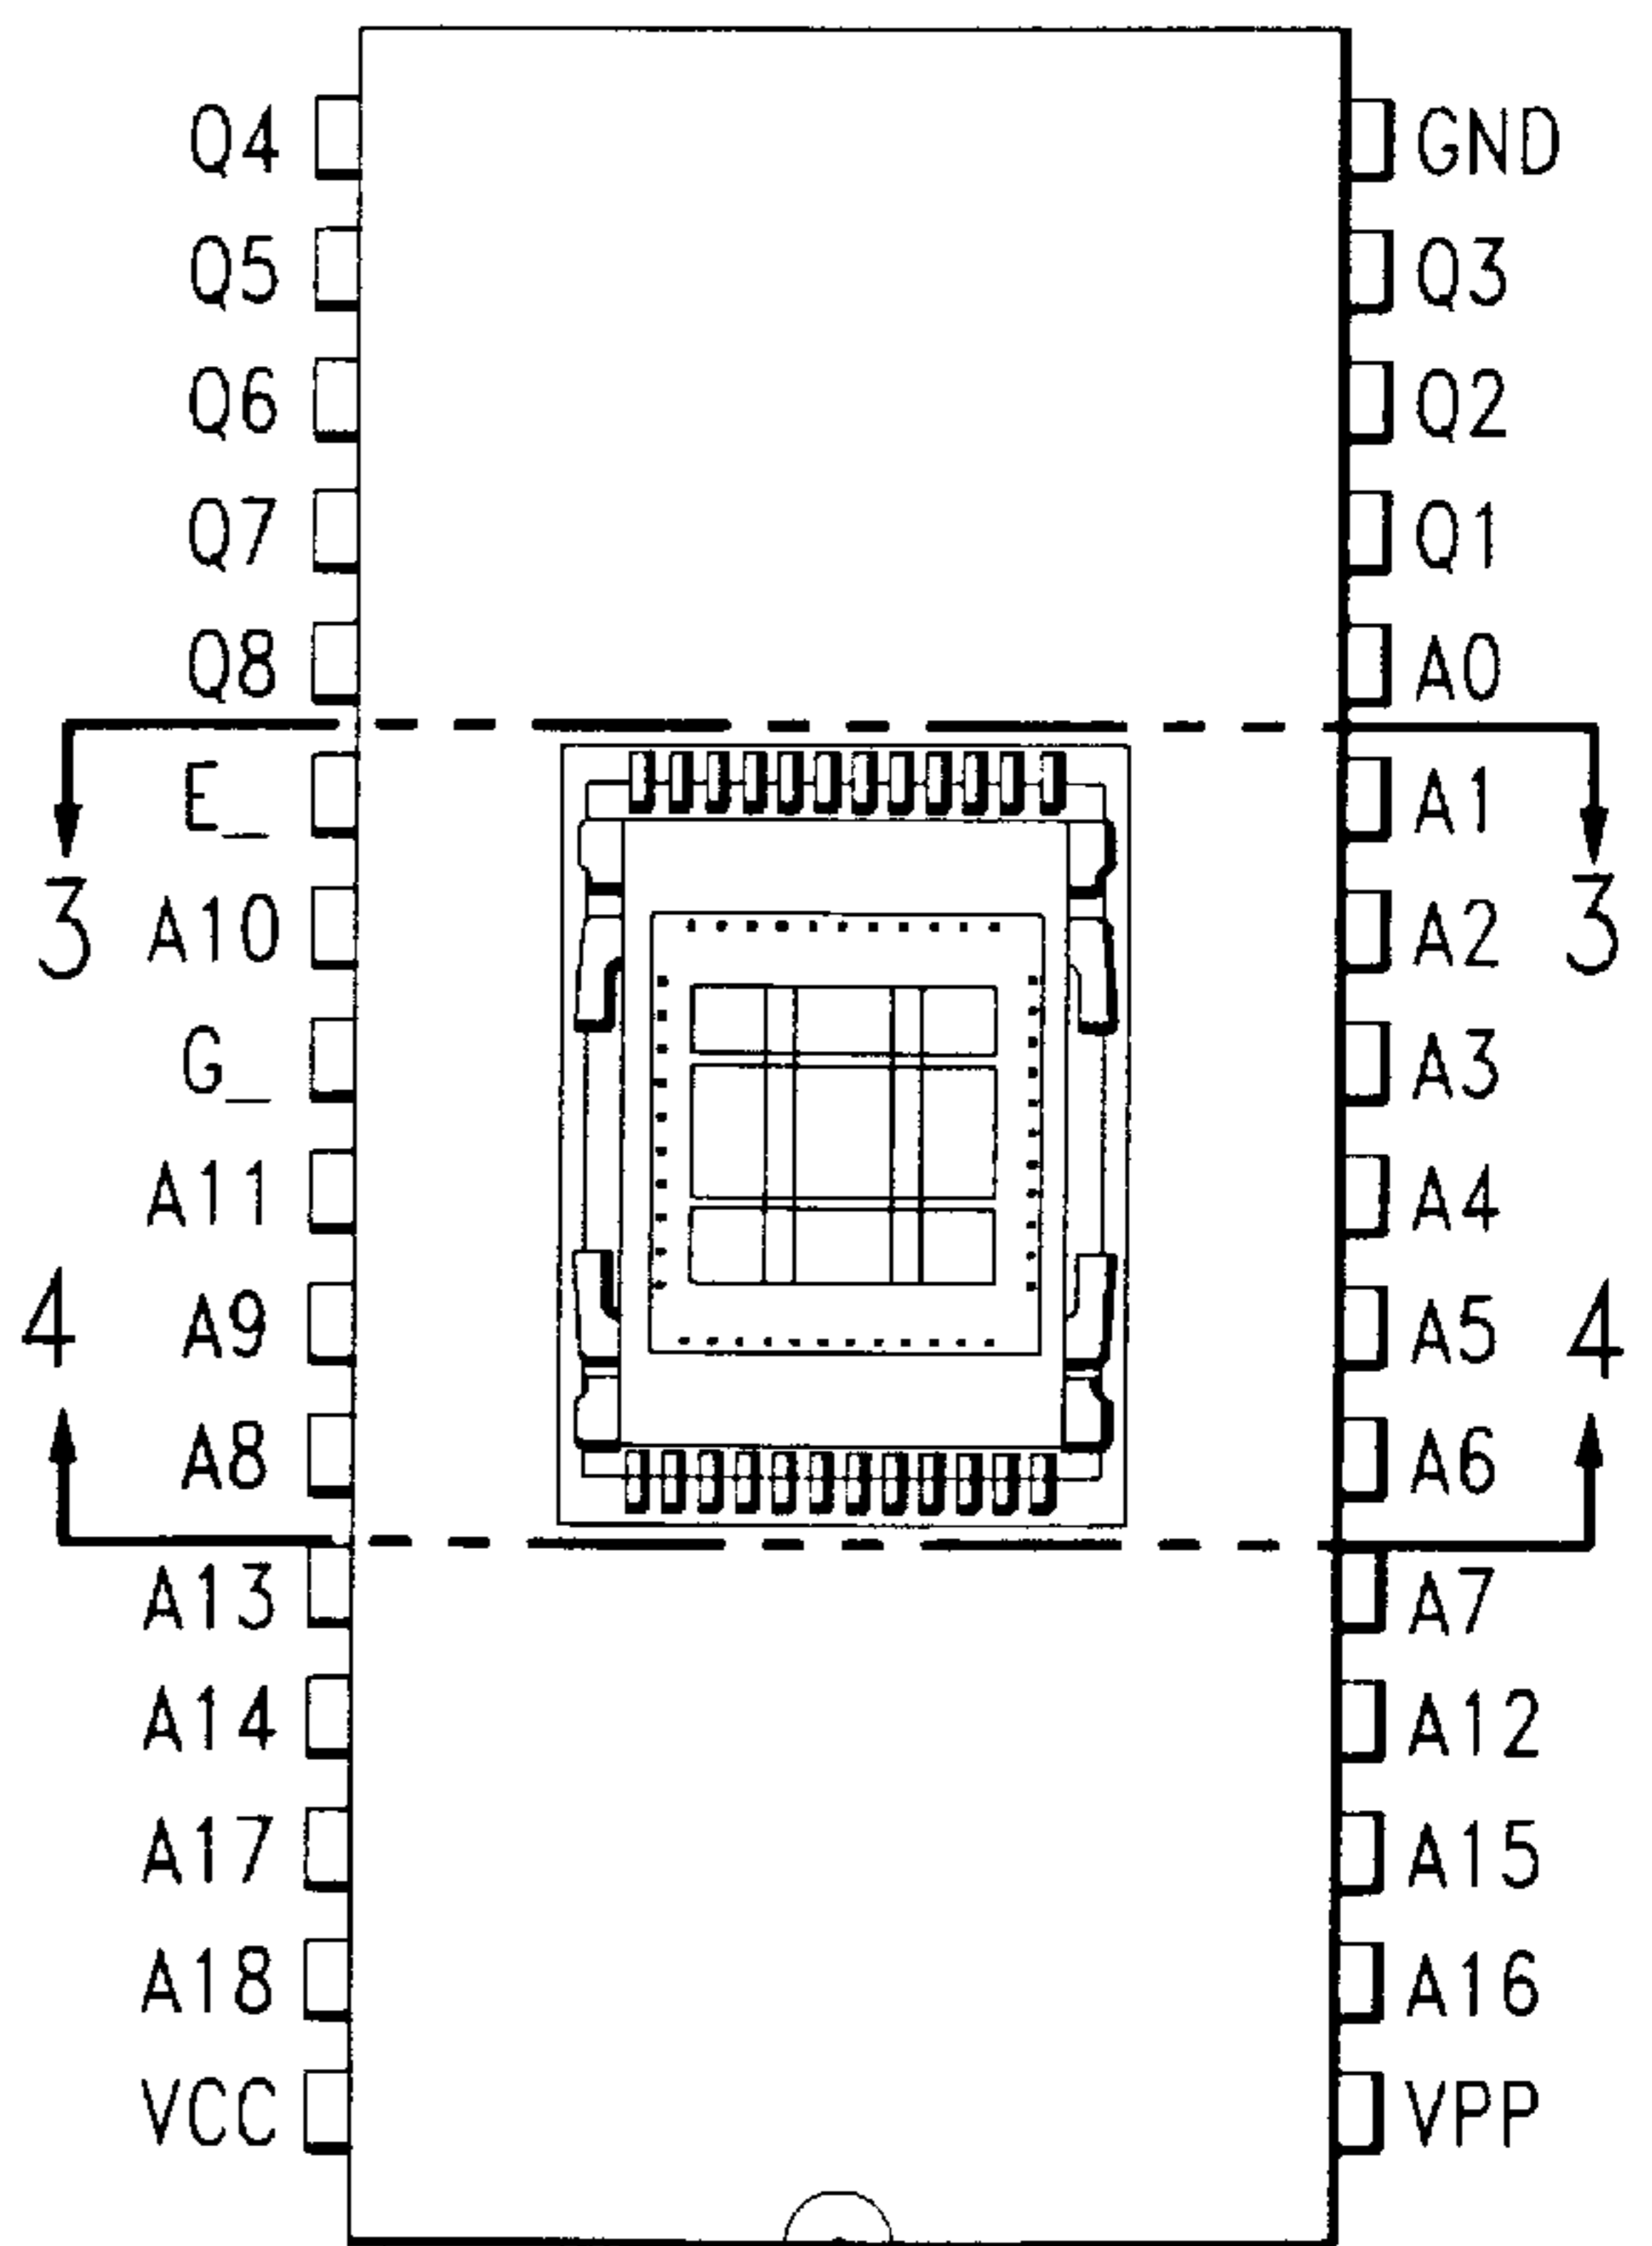 Q4 GND
Q5 Q3
Q6 Q2
Q7 Q1
Q8 A0
E_ A1
3 A10 A2 3
G_ A3
A11 A4
4 A9 A5 4
A8 A6
A13 A7
A14 A12
A17 A15
A18 A16
VCC VPP